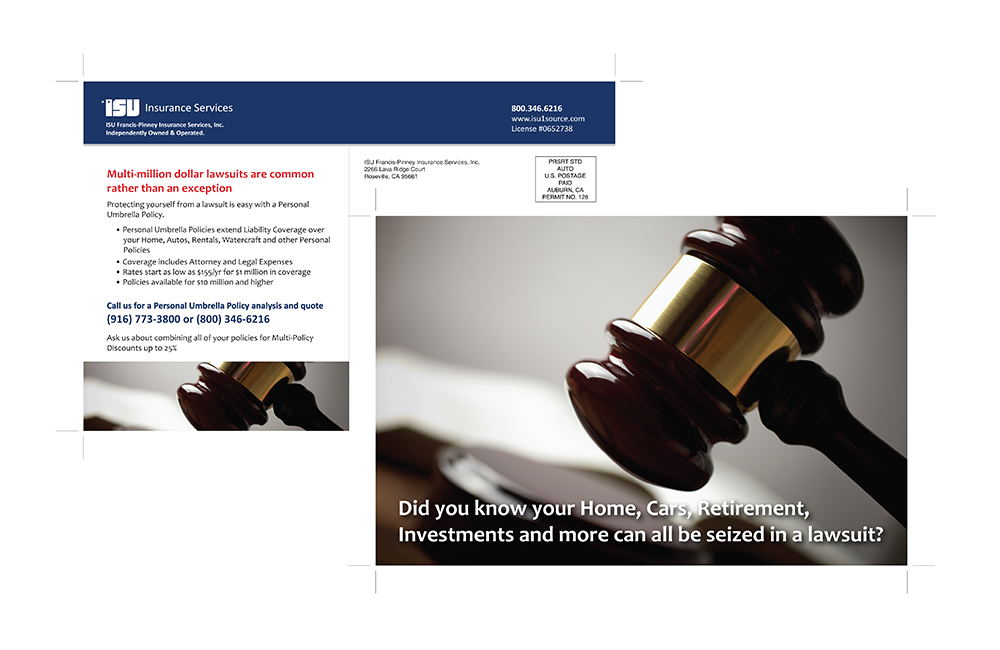 ISU Insurance Services
ISU Francis-Pinney Insurance Services, Inc.
Independently Owned & Operated.
800.346.6216
www.isu1source.com
License #0652738
Multi-million dollar lawsuits are common
rather than an exception
Protecting yourself from a lawsuit is easy with a Personal
Umbrella Policy.
• Personal Umbrella Policies extend Liability Coverage over
your Home, Autos, Rentals, Watercraft and other Personal
Policies
• Coverage includes Attorney and Legal Expenses
• Rates start as low as $155/yr for $1 million in coverage
• Policies available for $10 million and higher
Call us for a Personal Umbrella Policy analysis and quote
(916) 773-3800 or (800) 346-6216
Ask us about combining all of your policies for Multi-Policy
Discounts up to 25%
ISU Francis-Pinney Insurance Services, Inc.
2266 Lava Ridge Court
Roseville, CA 95661
PRSRT STD
AUTO
U.S. POSTAGE
PAID
AUBURN, CA
PERMIT NO. 126
Did you know your Home, Cars, Retirement,
Investments and more can all be seized in a lawsuit?